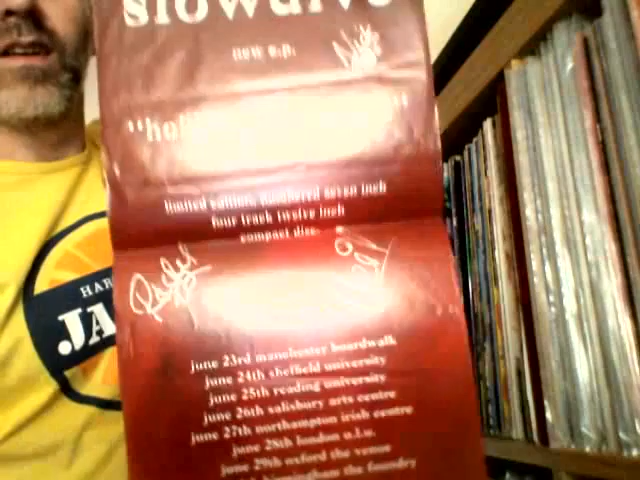 slowdive
new e.p.
"ho
limited edition numbered seven inch
four track twelve inch
compact disc
june 23rd manchester boardwalk
june 24th sheffield university
june 25th reading university
june 26th salisbury arts centre
june 27th northampton irish centre
june 28th london u.l.u.
june 29th oxford the venue
birmingham the foundry
HAR
JA